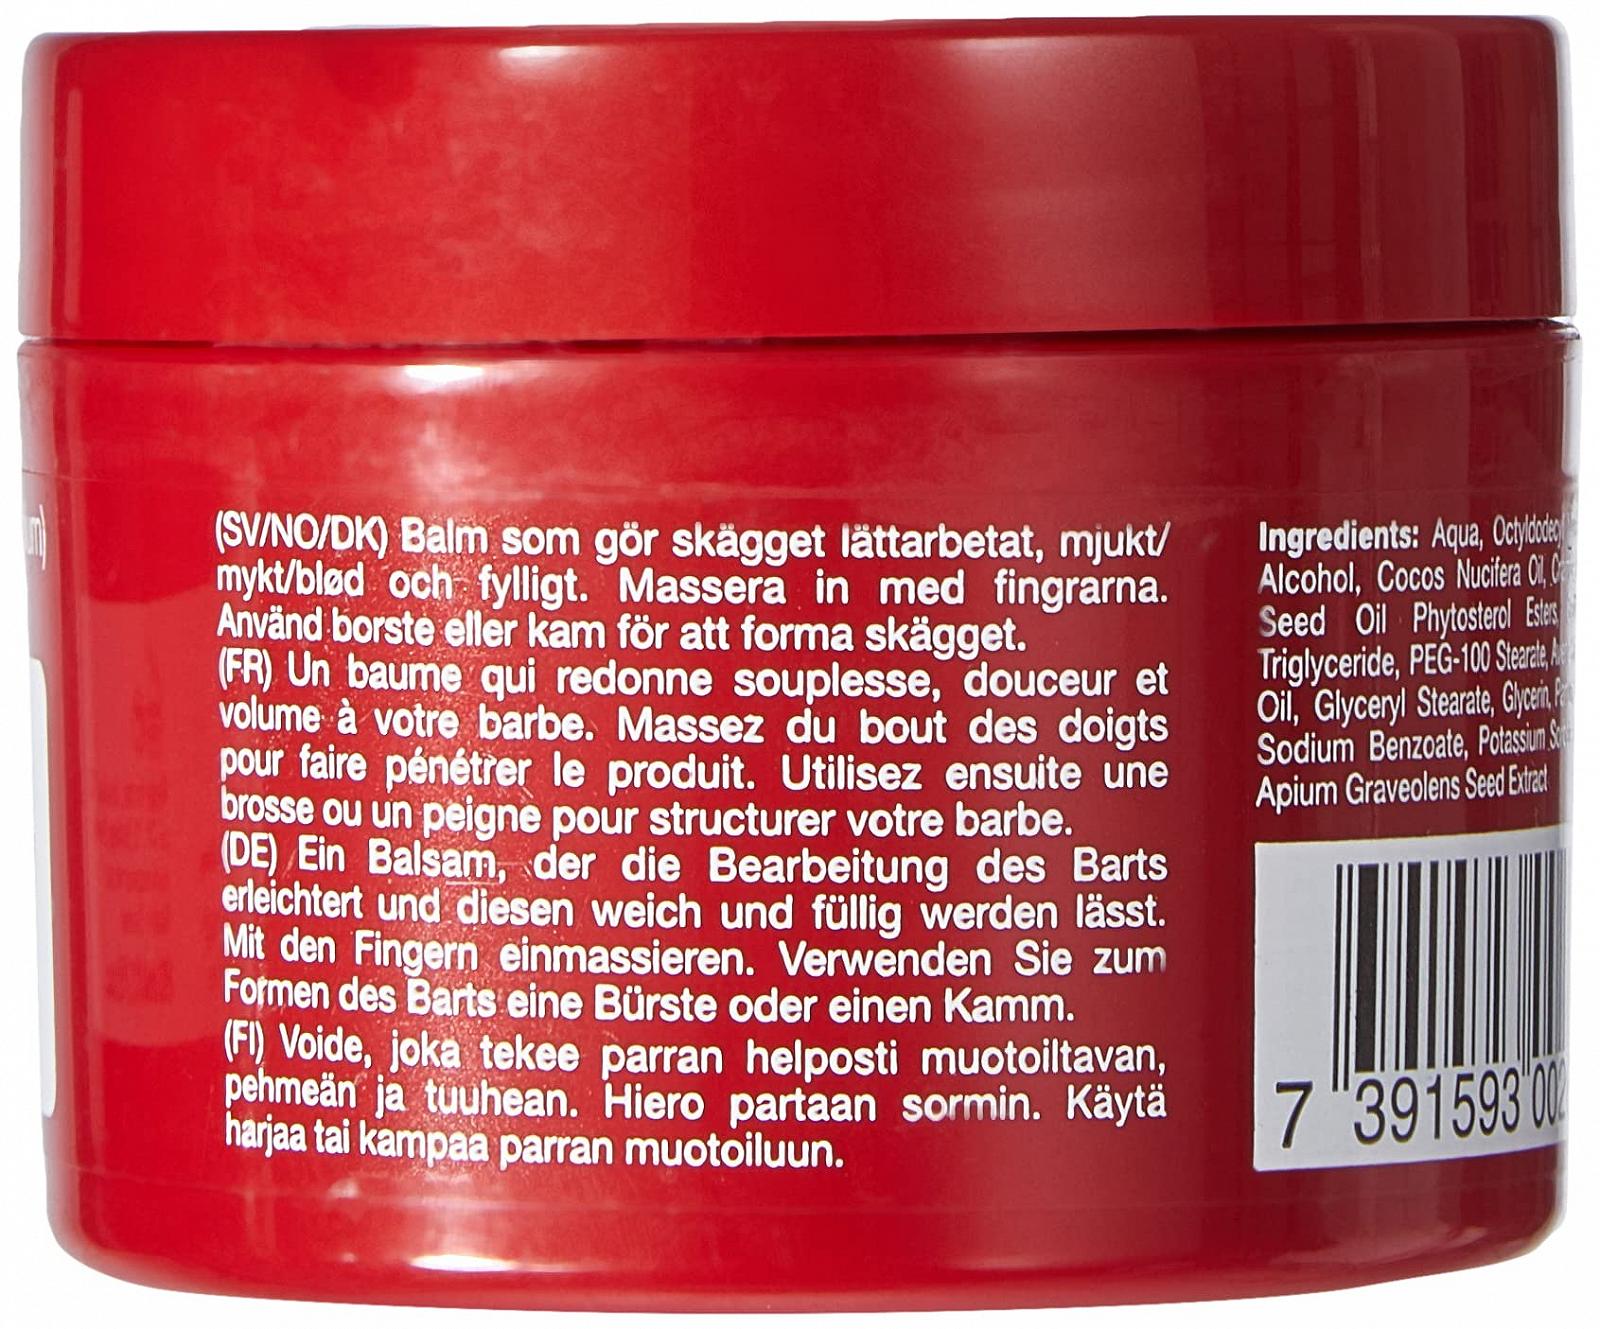 um)
(SV/NO/DK) Balm som gör skägget lättarbetat, mjukt/
mykt/blød och fylligt. Massera in med fingrarna.
Använd borste eller kam för att forma skägget.
(FR) Un baume qui redonne souplesse, douceur et
volume à votre barbe. Massez du bout des doigts
pour faire pénétrer le produit. Utilisez ensuite une
brosse ou un peigne pour structurer votre barbe.
(DE) Ein Balsam, der die Bearbeitung des Barts
erleichtert und diesen weich und füllig werden lässt.
Mit den Fingern einmassieren. Verwenden Sie zum
Formen des Barts eine Bürste oder einen Kamm.
(FI) Voide, joka tekee parran helposti muotoiltavan,
pehmeän ja tuuhean. Hiero partaan sormin. Käytä
harjaa tai kampaa parran muotoiluun.
Ingredients: Aqua,
Alcohol, Cocos Nucifera Oil,
Seed Oil Phytosterol Esters,
Triglyceride, PEG-100 Stearate,
Oil, Glyceryl Stearate, Glycerin,
Sodium Benzoate, Potassium
Apium Graveolens Seed Extract
7 391593 002